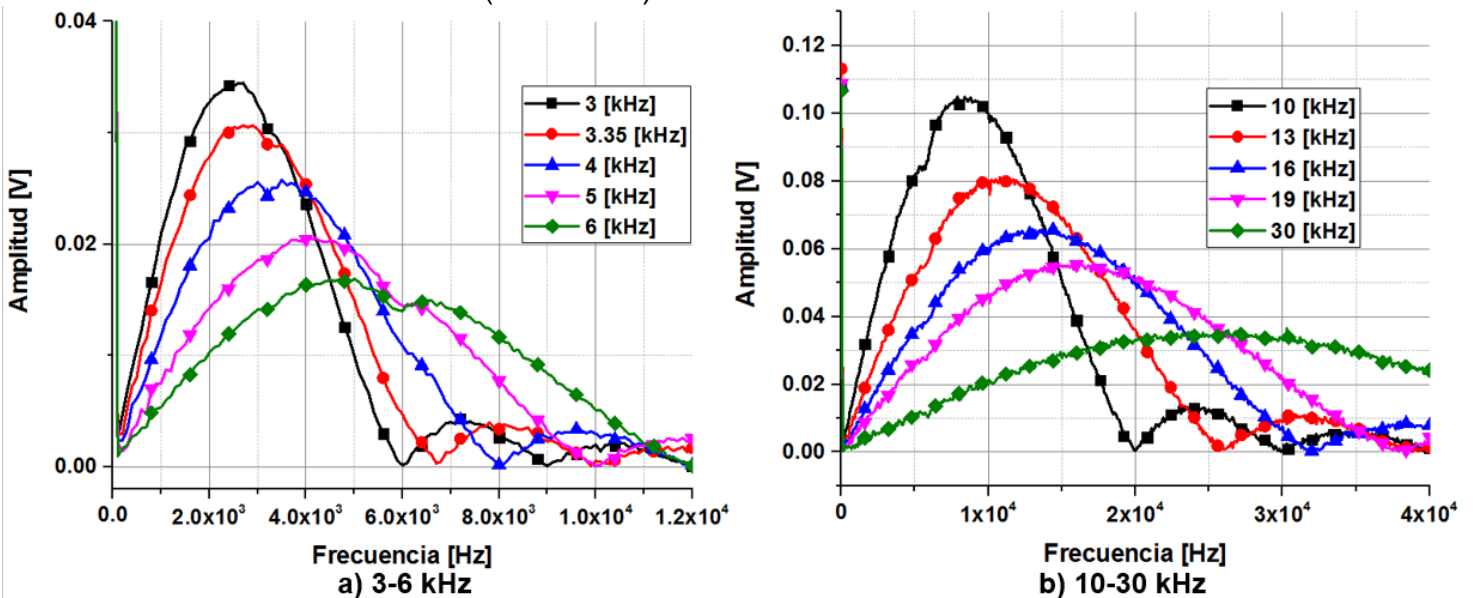 0.04
0.02
0.00
Amplitud [V]
3 [kHz]
3.35 [kHz]
4 [kHz]
5 [kHz]
6 [kHz]
0.0
2.0x10³
4.0x10³
6.0x10³
8.0x10³
1.0x10⁴
1.2x10⁴
Frecuencia [Hz]
a) 3-6 kHz
0.12
0.10
0.08
0.06
0.04
0.02
0.00
Amplitud [V]
10 [kHz]
13 [kHz]
16 [kHz]
19 [kHz]
30 [kHz]
0
1x10⁴
2x10⁴
3x10⁴
4x10⁴
Frecuencia [Hz]
b) 10-30 kHz